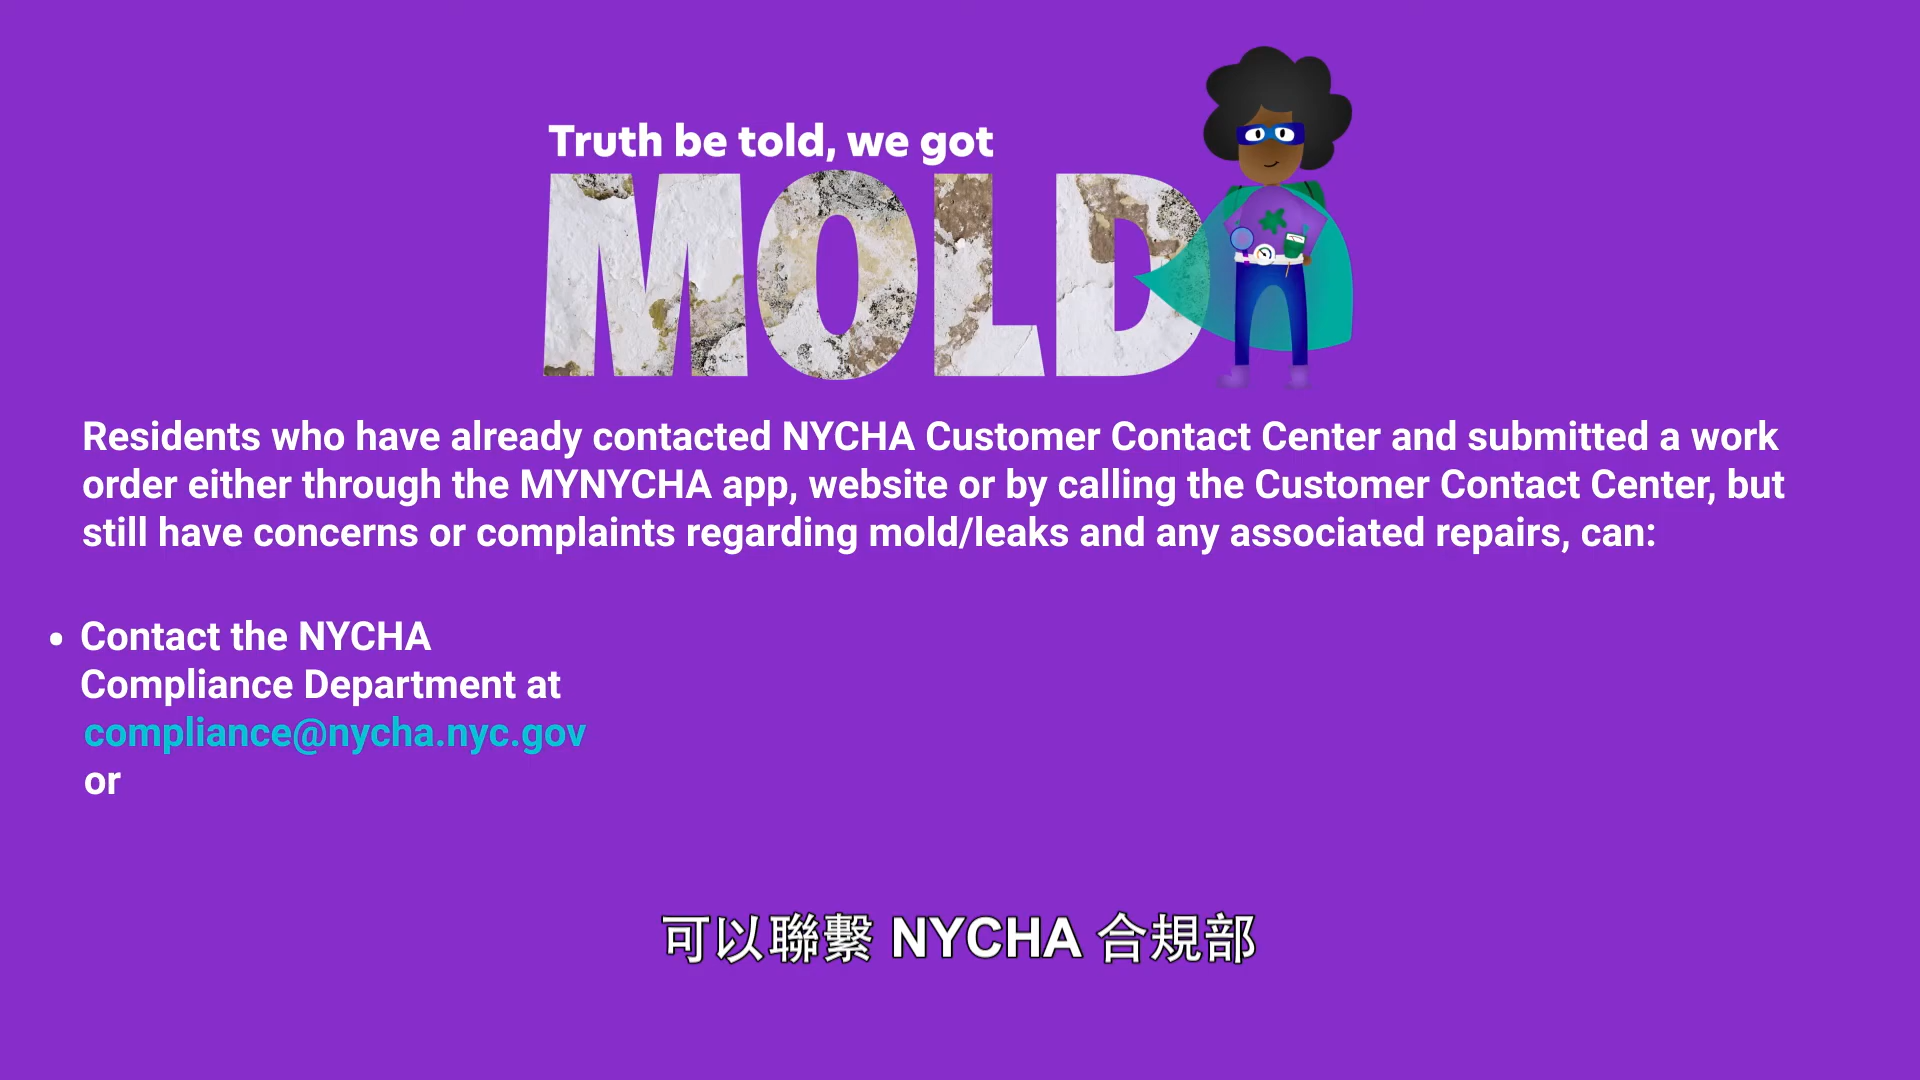 Truth be told, we got
MOLD
Residents who have already contacted NYCHA Customer Contact Center and submitted a work
order either through the MYNYCHA app, website or by calling the Customer Contact Center, but
still have concerns or complaints regarding mold/leaks and any associated repairs, can:
• Contact the NYCHA
Compliance Department at
compliance@nycha.nyc.gov
or
可以聯繫 NYCHA 合規部